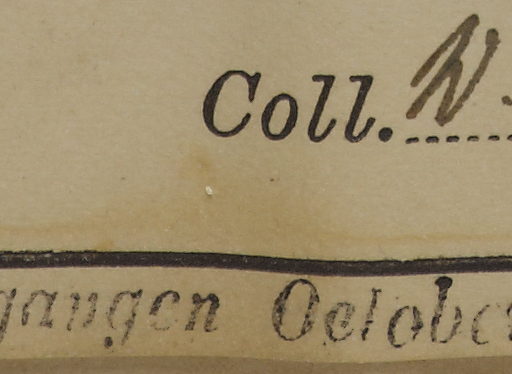 Coll. W.
gangen October